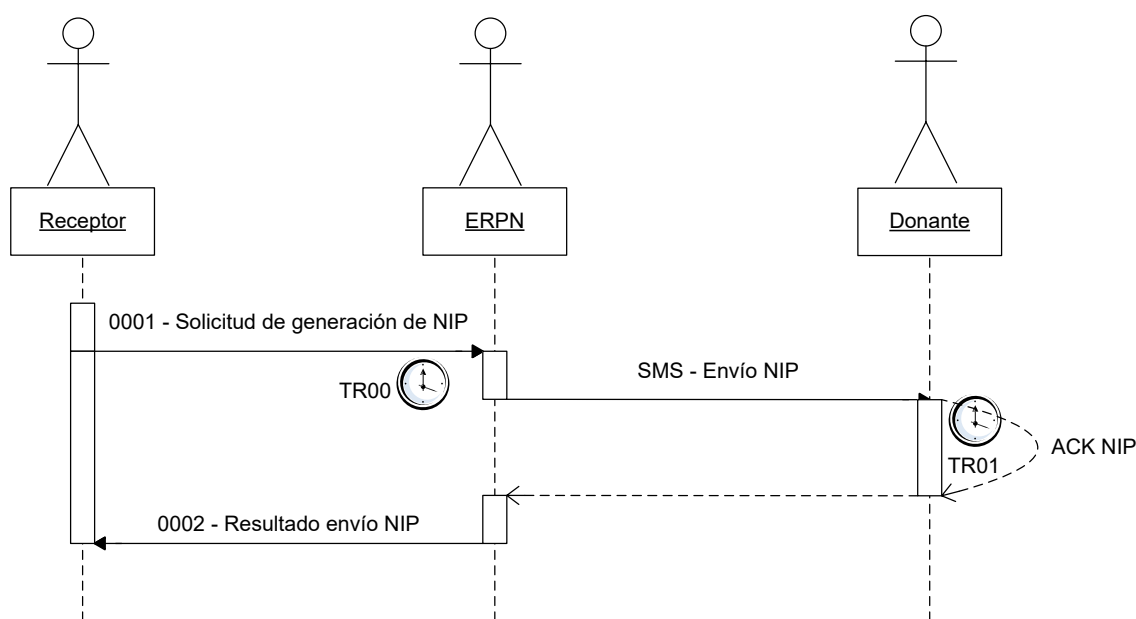 Receptor
ERPN
Donante
0001 - Solicitud de generación de NIP
SMS - Envío NIP
TR00
ACK NIP
TR01
0002 - Resultado envío NIP